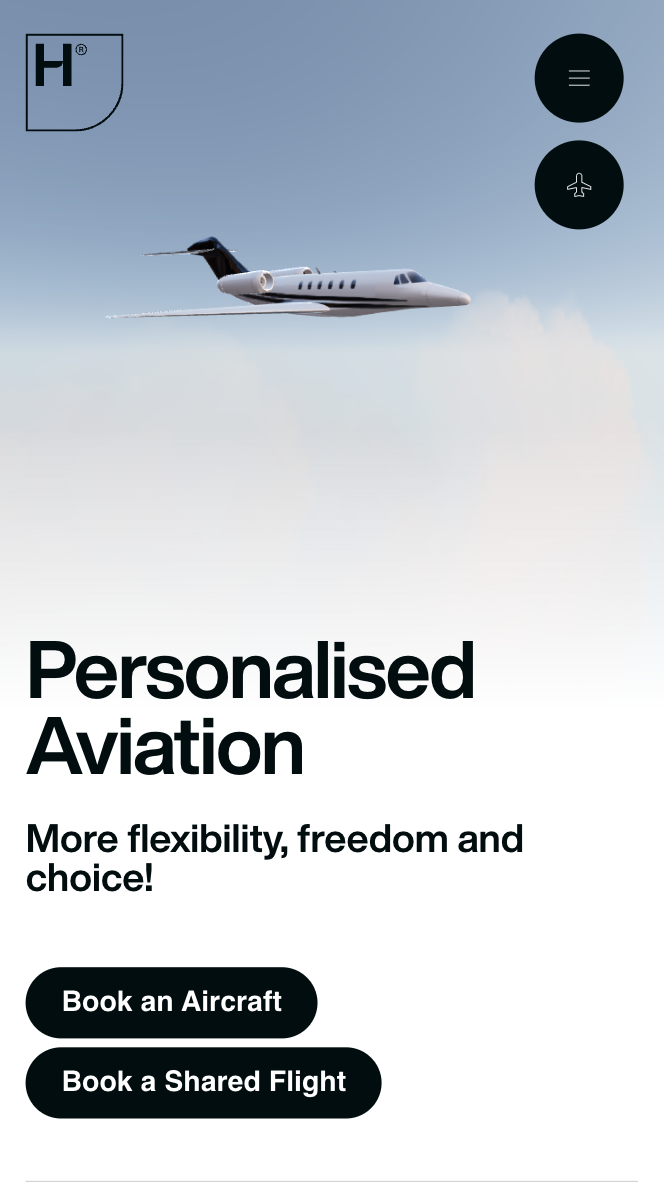 H®
Personalised
Aviation
More flexibility, freedom and
choice!
Book an Aircraft
Book a Shared Flight